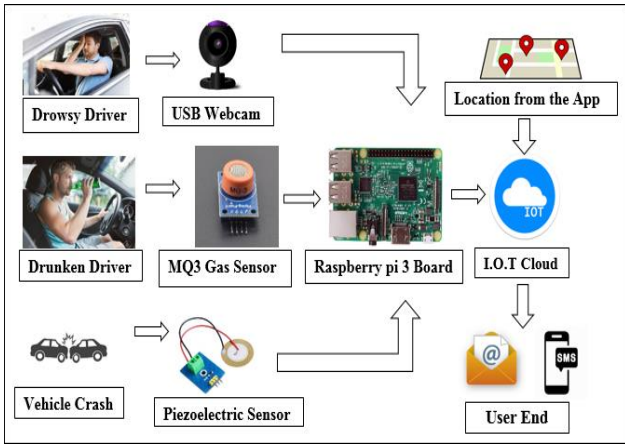 Drowsy Driver
USB Webcam
Location from the App
MQ3
IOT
Drunken Driver
MQ3 Gas Sensor
Raspberry pi 3 Board
I.O.T Cloud
@
SMS
Vehicle Crash
Piezoelectric Sensor
User End